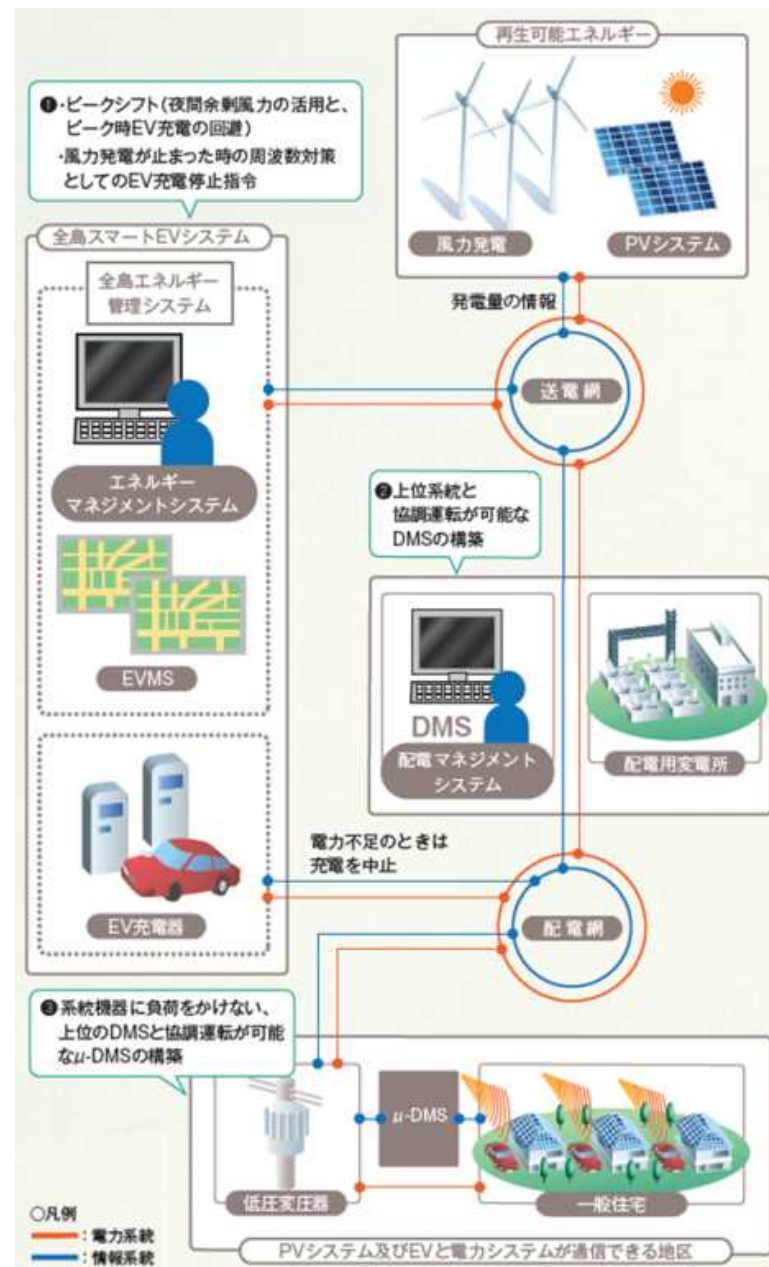 再生可能エネルギー
❶・ピークシフト(夜間余剰風力の活用と、
ピーク時EV充電の回避)
・風力発電が止まった時の周波数対策
としてのEV充電停止指令
風力発電
PVシステム
全島スマートEVシステム
全島エネルギー
管理システム
発電量の情報
送電網
エネルギー
マネジメントシステム
❷上位系統と
協調運転が可能な
DMSの構築
EVMS
DMS
配電マネジメント
システム
配電用変電所
電力不足のときは
充電を中止
EV充電器
配電網
❸系統機器に負荷をかけない、
上位のDMSと協調運転が可能
なμ-DMSの構築
μ-DMS
低圧変圧器
一般住宅
○凡例
:電力系統
:情報系統
PVシステム及びEVと電力システムが通信できる地区